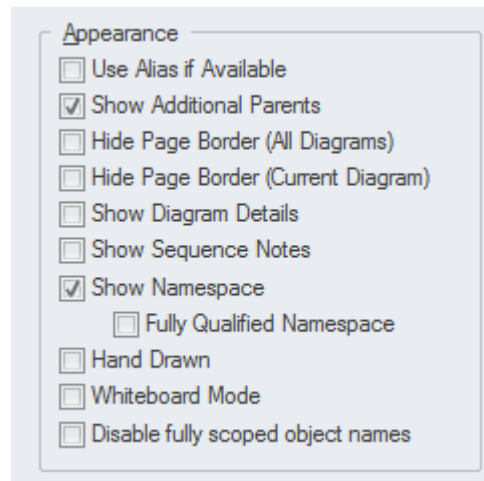 Appearance
Use Alias if Available
Show Additional Parents
Hide Page Border (All Diagrams)
Hide Page Border (Current Diagram)
Show Diagram Details
Show Sequence Notes
Show Namespace
Fully Qualified Namespace
Hand Drawn
Whiteboard Mode
Disable fully scoped object names